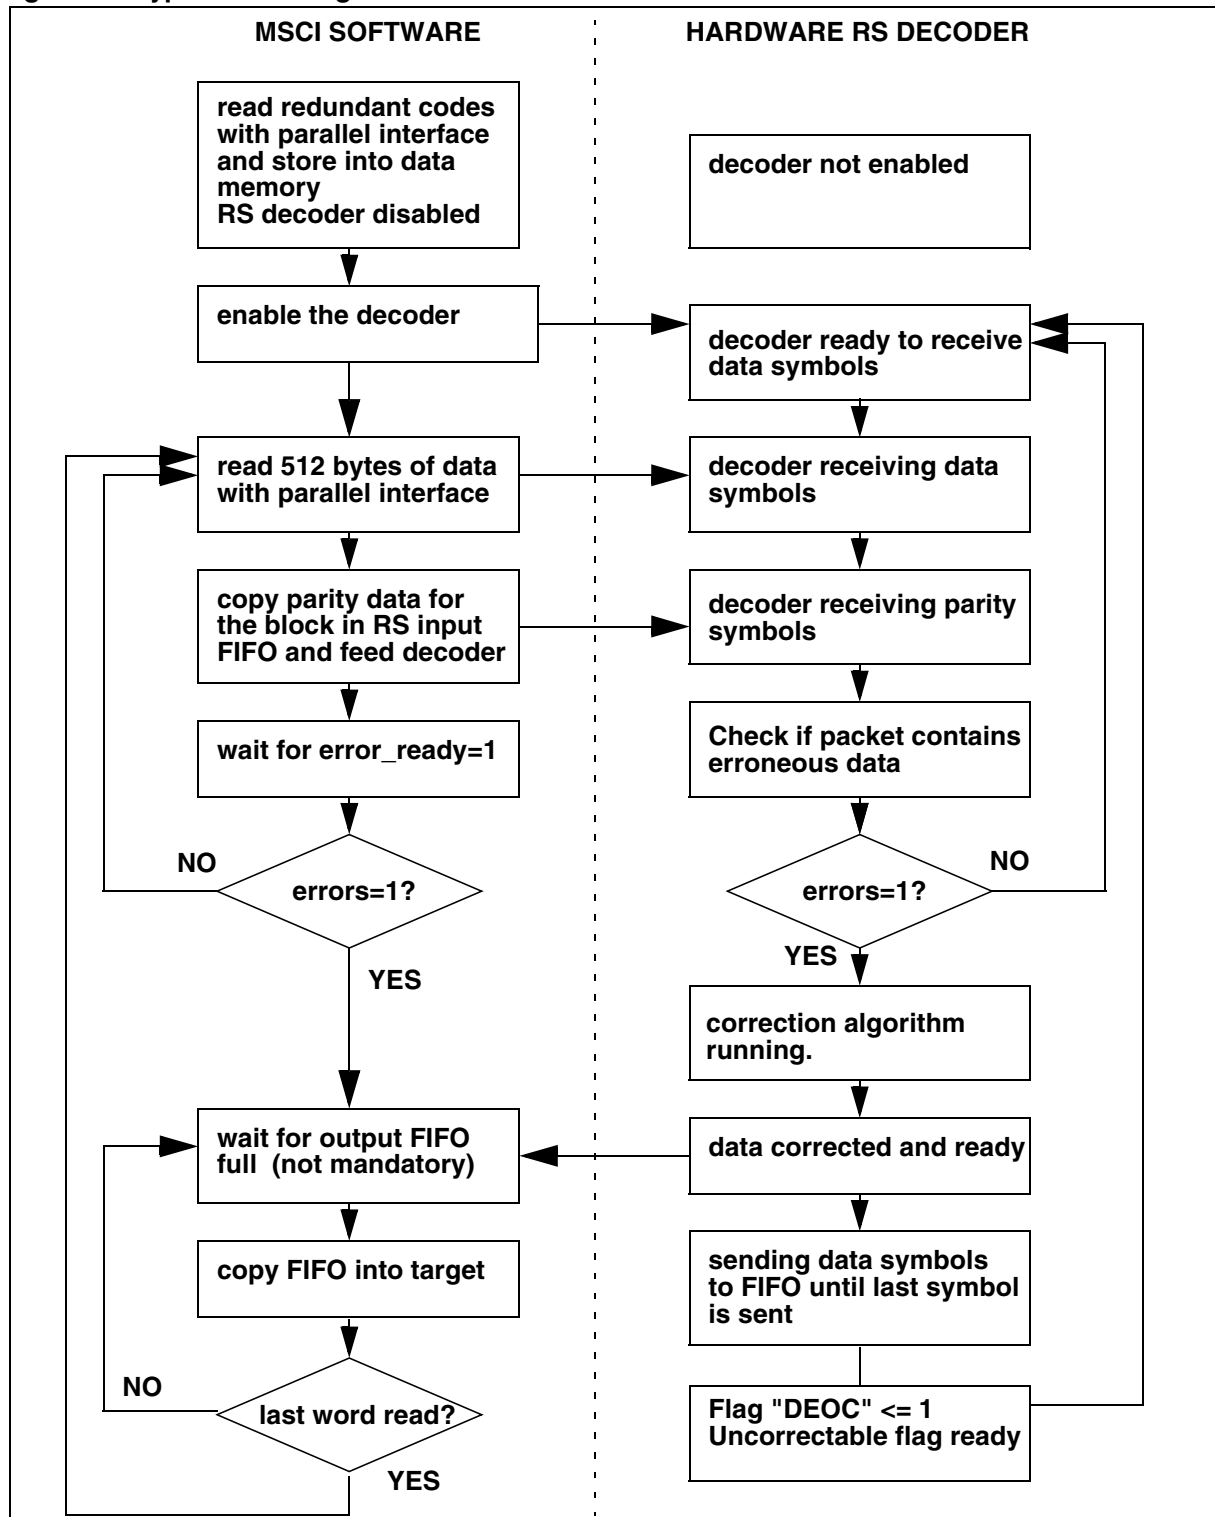 MSCI SOFTWARE
HARDWARE RS DECODER
read redundant codes
with parallel interface
and store into data
memory
RS decoder disabled
decoder not enabled
enable the decoder
decoder ready to receive
data symbols
read 512 bytes of data
with parallel interface
decoder receiving data
symbols
copy parity data for
the block in RS input
FIFO and feed decoder
decoder receiving parity
symbols
wait for error_ready=1
Check if packet contains
erroneous data
NO
errors=1?
YES
NO
errors=1?
YES
correction algorithm
running.
wait for output FIFO
full (not mandatory)
data corrected and ready
copy FIFO into target
sending data symbols
to FIFO until last symbol
is sent
NO
last word read?
YES
Flag "DEOC" <= 1
Uncorrectable flag ready